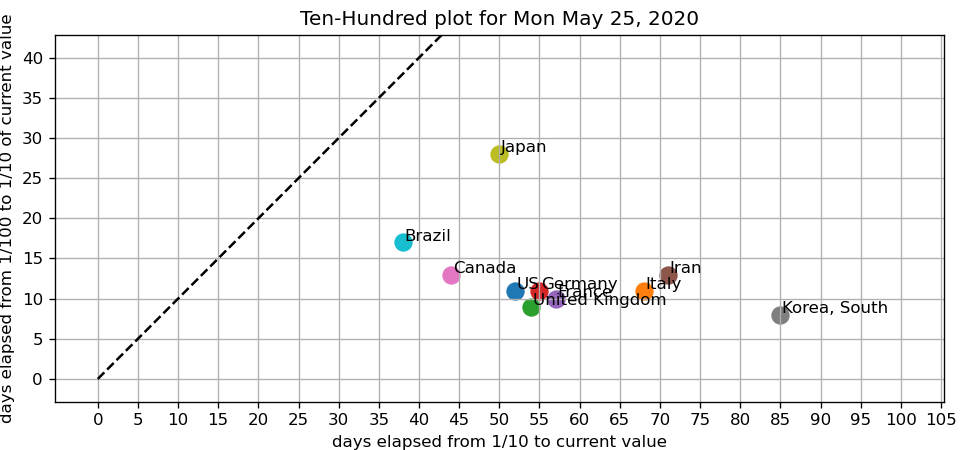 Ten-Hundred plot for Mon May 25, 2020
days elapsed from 1/100 to 1/10 of current value
40
35
30
25
20
15
10
5
0
Japan
Brazil
Canada
Iran
US
Germany
Italy
France
United Kingdom
Korea, South
0 5 10 15 20 25 30 35 40 45 50 55 60 65 70 75 80 85 90 95 100 105
days elapsed from 1/10 to current value